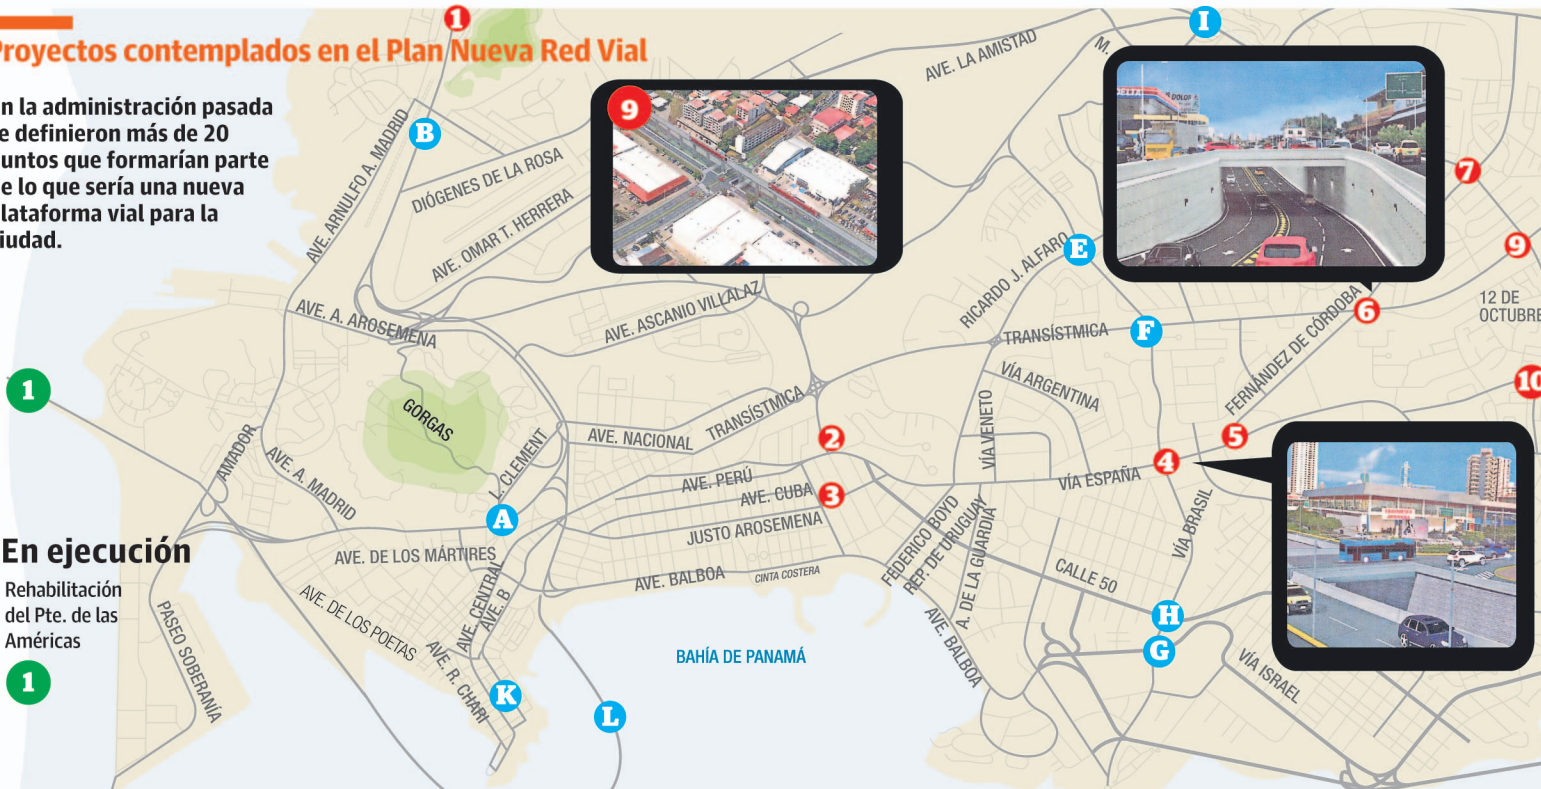 Proyectos contemplados en el Plan Nueva Red Vial
n la administración pasada
e definieron más de 20
untos que formarían parte
e lo que sería una nueva
lataforma vial para la
iudad.
1
B
I
9
7
9
E
6
F
12 DE
OCTUBRE
10
1
2
5
4
3
A
H
G
K
L
AVE. LA AMISTAD
M.
AVE. ARNULFO A. MADRID
DIÓGENES DE LA ROSA
AVE. OMAR T. HERRERA
RICARDO J. ALFARO
AVE. A. AROSEMENA
AVE. ASCANIO VILLALAZ
TRANSÍSTMICA
FERNÁNDEZ DE CÓRDOBA
VÍA ARGENTINA
GORGAS
TRANSÍSTMICA
VÍA VENETO
AMADOR
AVE. A. MADRID
L. CLEMENT
AVE. NACIONAL
AVE. PERÚ
AVE. CUBA
JUSTO AROSEMENA
VÍA ESPAÑA
VÍA BRASIL
FEDERICO BOYD
REP. DE URUGUAY
A. DE LA GUARDIA
CALLE 50
AVE. DE LOS MÁRTIRES
AVE. BALBOA
CINTA COSTERA
AVE. CENTRAL
AVE. B
AVE. DE LOS POETAS
AVE. R. CHARI
PASEO SOBERANÍA
AVE. BALBOA
VÍA ISRAEL
BAHÍA DE PANAMÁ
En ejecución
Rehabilitación
del Pte. de las
Américas
1